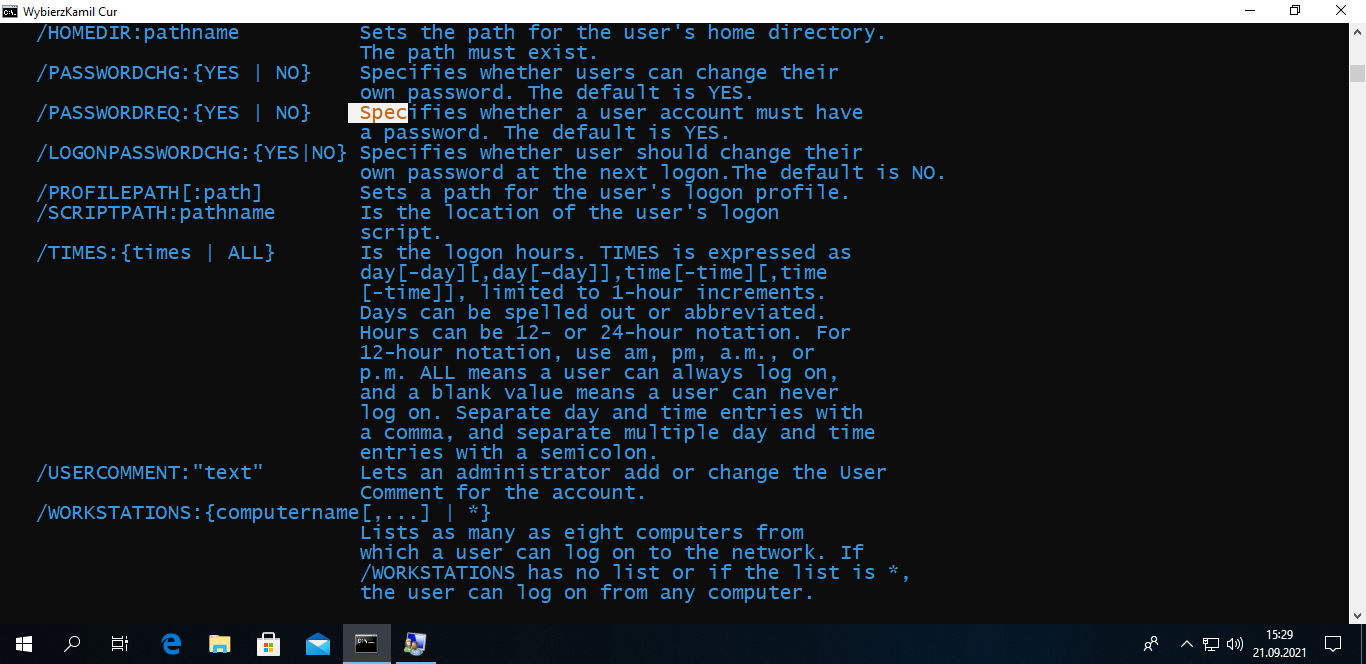 WybierzKamil Cur
/HOMEDIR:pathname Sets the path for the user's home directory.
The path must exist.
/PASSWORDCHG:{YES | NO} Specifies whether users can change their
own password. The default is YES.
/PASSWORDREQ:{YES | NO} Specifies whether a user account must have
a password. The default is YES.
/LOGONPASSWORDCHG:{YES|NO} Specifies whether user should change their
own password at the next logon.The default is NO.
/PROFILEPATH[:path] Sets a path for the user's logon profile.
/SCRIPTPATH:pathname Is the location of the user's logon
script.
/TIMES:{times | ALL} Is the logon hours. TIMES is expressed as
day[-day][,day[-day]],time[-time][,time
[-time]], limited to 1-hour increments.
Days can be spelled out or abbreviated.
Hours can be 12- or 24-hour notation. For
12-hour notation, use am, pm, a.m., or
p.m. ALL means a user can always log on,
and a blank value means a user can never
log on. Separate day and time entries with
a comma, and separate multiple day and time
entries with a semicolon.
/USERCOMMENT:"text" Lets an administrator add or change the User
Comment for the account.
/WORKSTATIONS:{computername[,...] | *}
Lists as many as eight computers from
which a user can log on to the network. If
/WORKSTATIONS has no list or if the list is *,
the user can log on from any computer.
15:29
21.09.2021